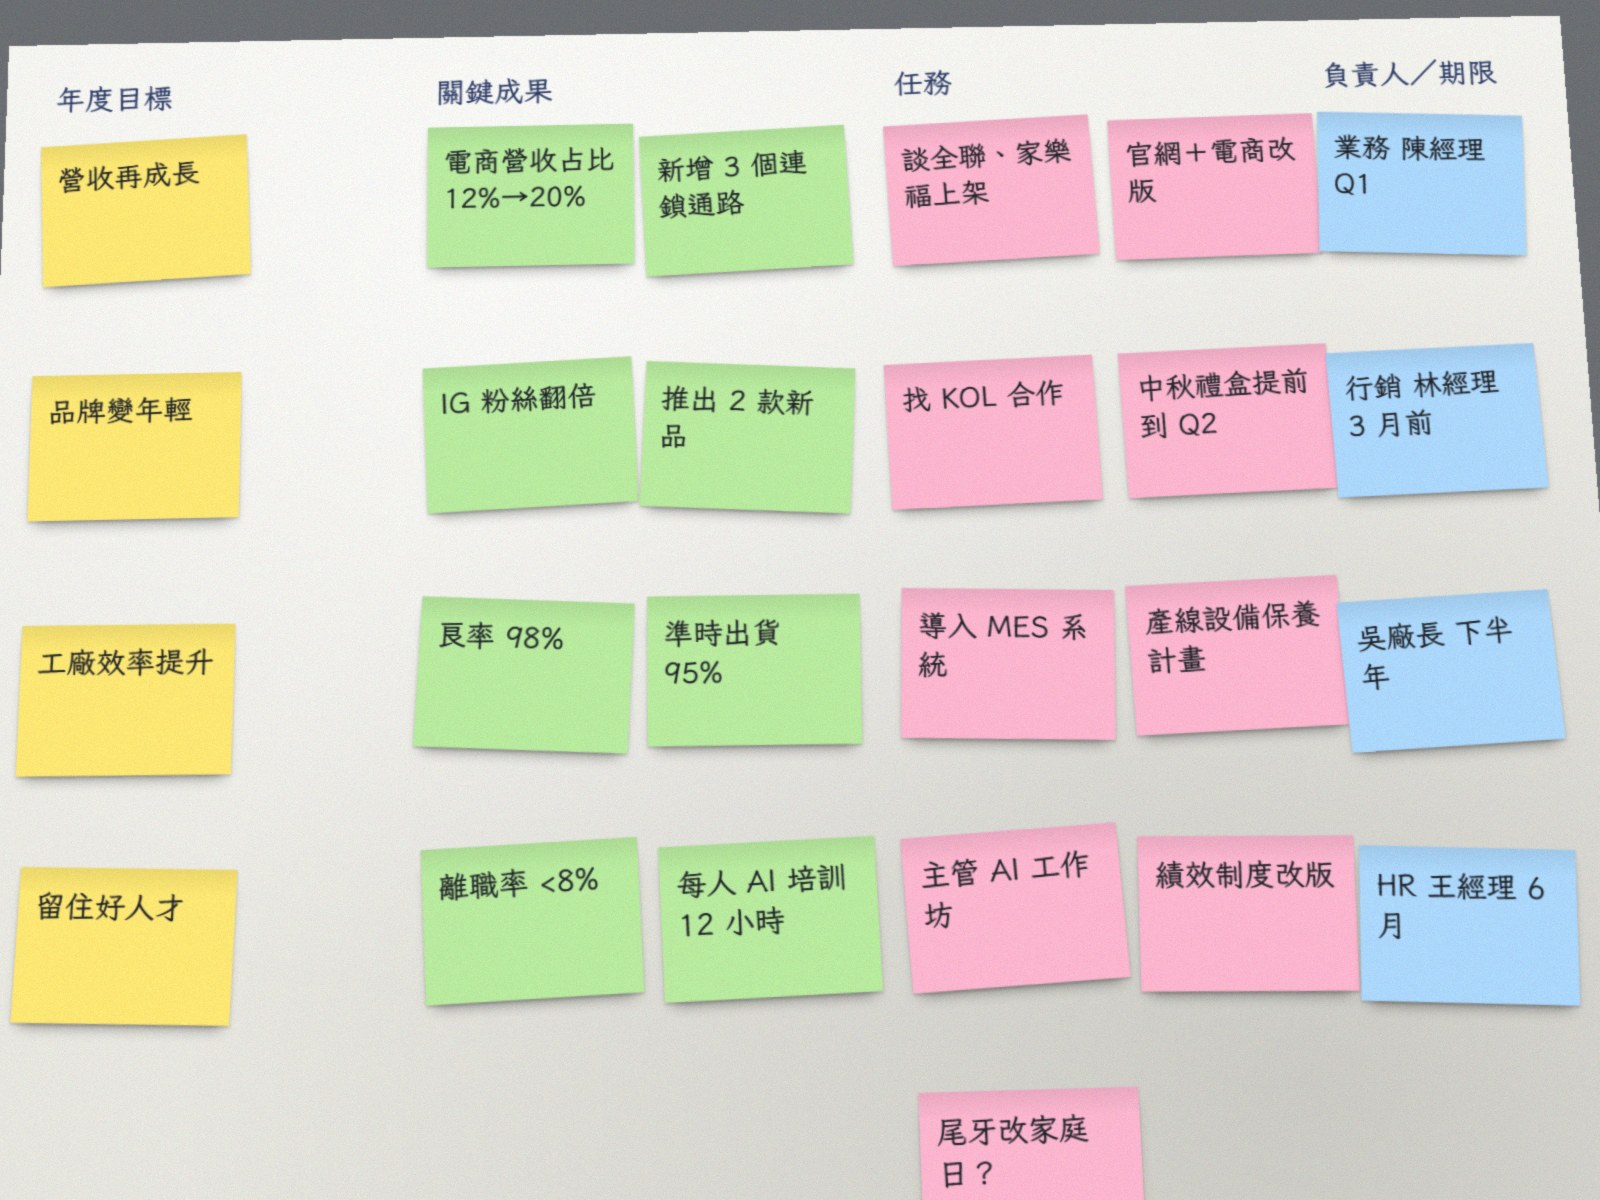 年度目標
關鍵成果
任務
負責人／期限
營收再成長
電商營收占比
12%→20%
新增 3 個連
鎖通路
談全聯、家樂
福上架
官網＋電商改
版
業務 陳經理
Q1
品牌變年輕
IG 粉絲翻倍
推出 2 款新
品
找 KOL 合作
中秋禮盒提前
到 Q2
行銷 林經理
3 月前
工廠效率提升
良率 98%
準時出貨
95%
導入 MES 系
統
產線設備保養
計畫
吳廠長 下半
年
留住好人才
離職率 <8%
每人 AI 培訓
12 小時
主管 AI 工作
坊
績效制度改版
HR 王經理 6
月
尾牙改家庭
日？